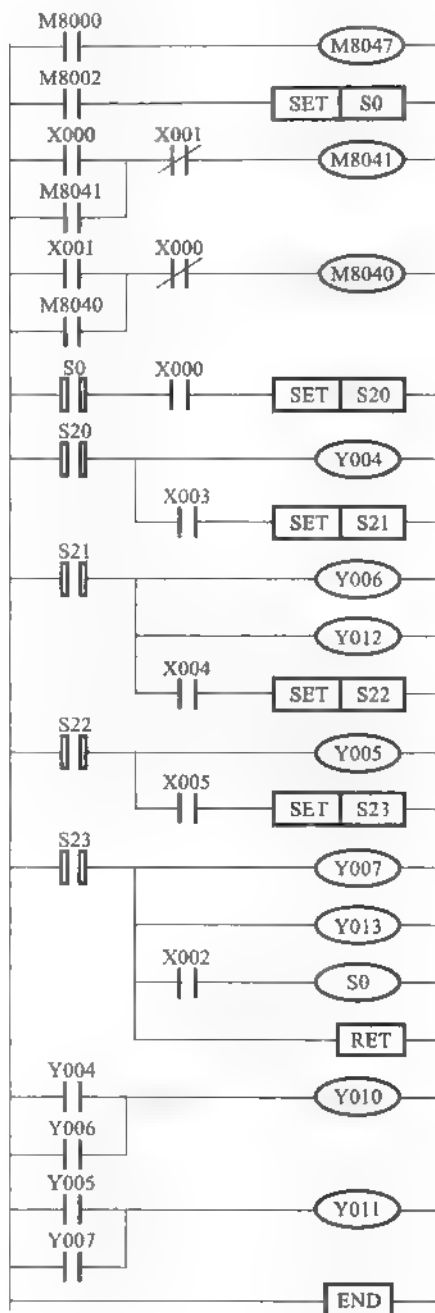 M8000
M8047
M8002
SET S0
X000 X001
M8041
M8041
X001 X000
M8040
M8040
S0 X000
SET S20
S20
Y004
X003
SET S21
S21
Y006
Y012
X004
SET S22
S22
Y005
X005
SET S23
S23
Y007
Y013
X002
S0
RET
Y004
Y010
Y006
Y005
Y011
Y007
END